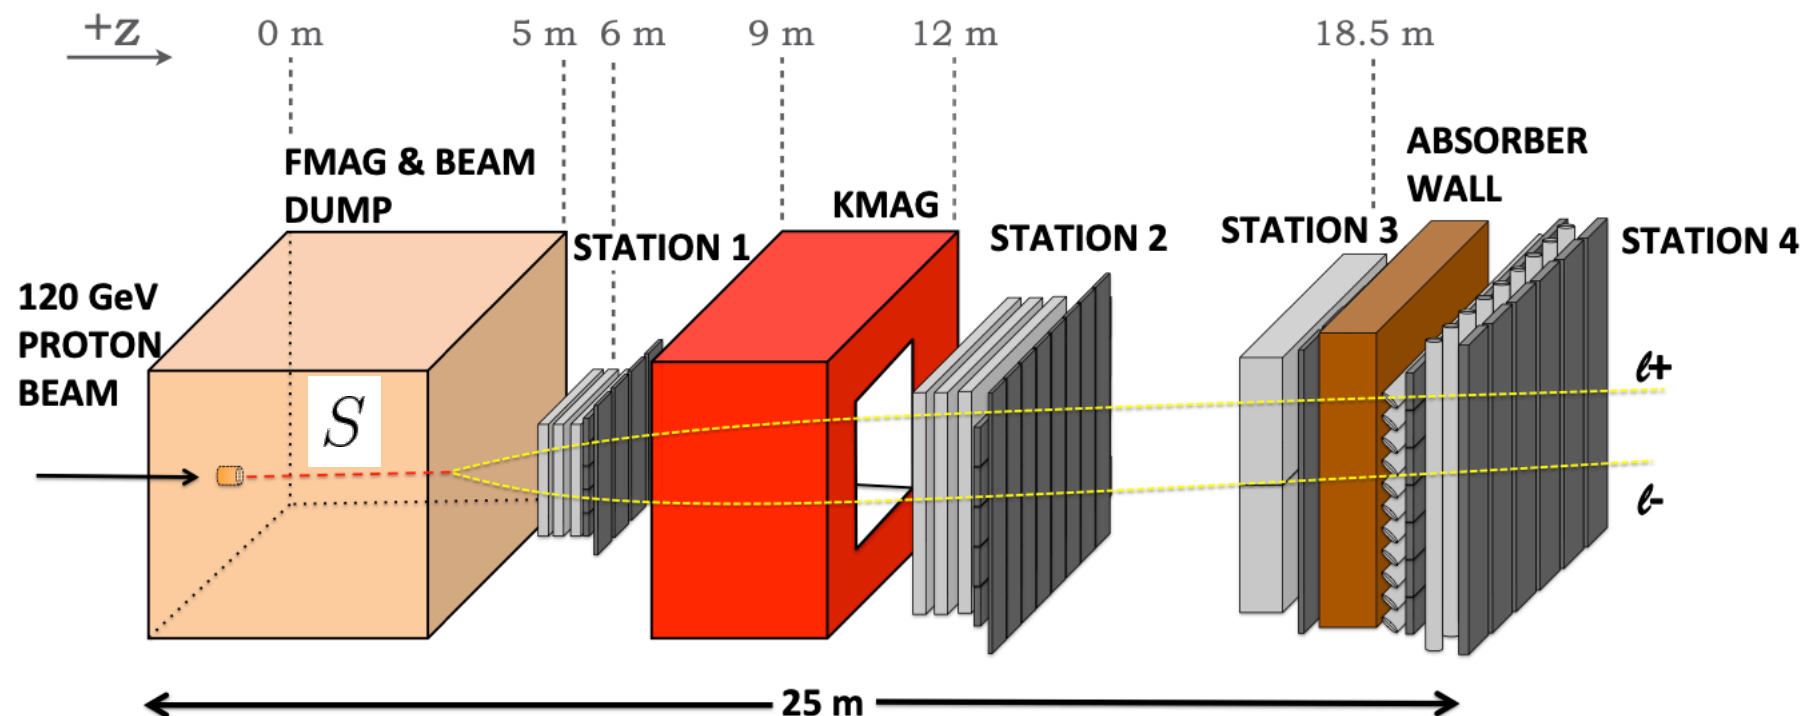 +z
0 m
5 m
6 m
9 m
12 m
18.5 m
FMAG & BEAM
DUMP
120 GeV
PROTON
BEAM
S
STATION 1
KMAG
STATION 2
STATION 3
ABSORBER
WALL
STATION 4
ℓ+
ℓ-
25 m